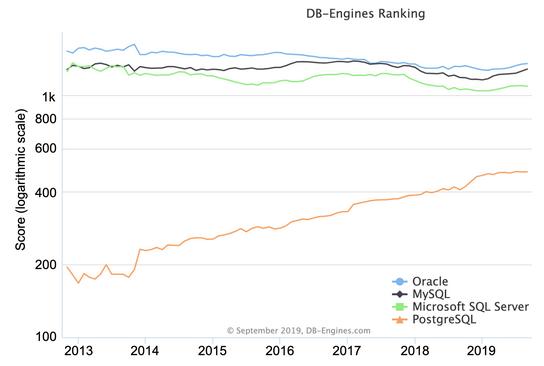 DB-Engines Ranking
1k
800
600
400
200
100
Score (logarithmic scale)
Oracle
MySQL
Microsoft SQL Server
PostgreSQL
© September 2019, DB-Engines.com
2013 2014 2015 2016 2017 2018 2019